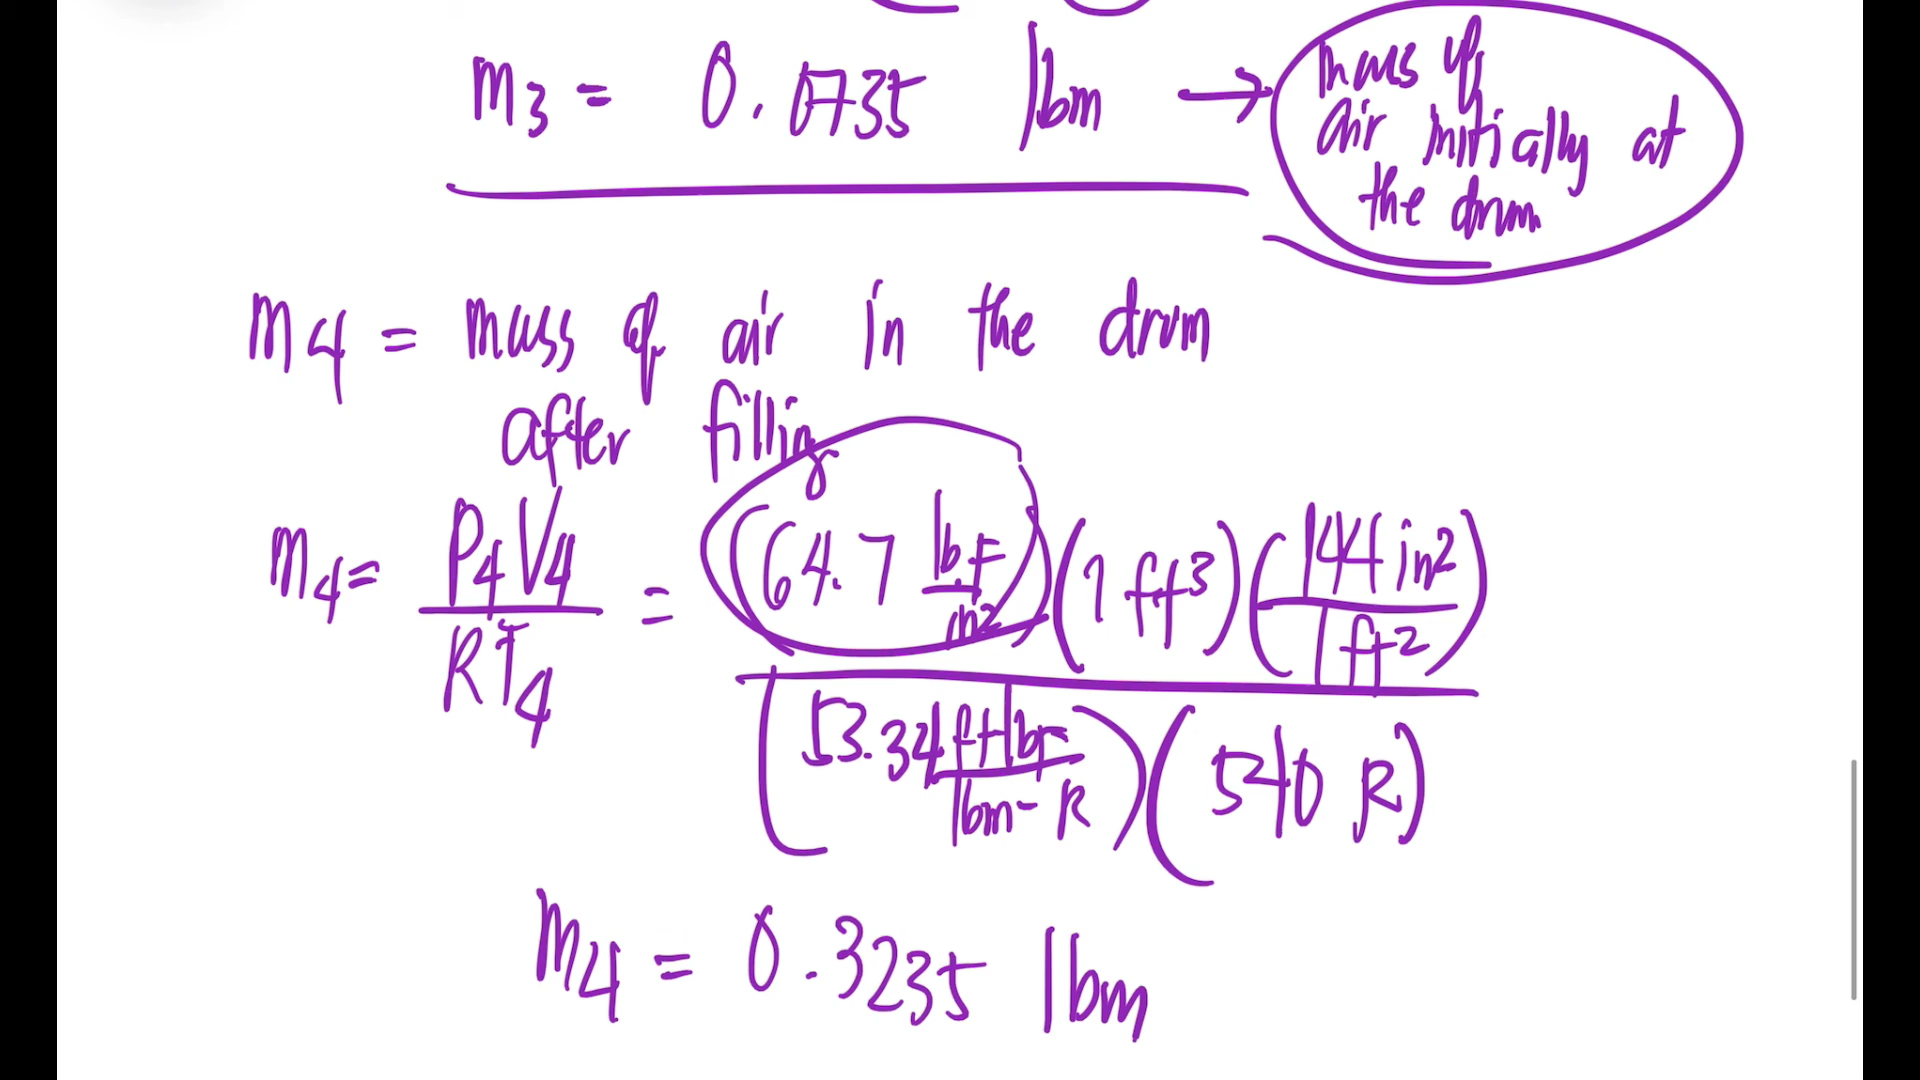 m3 = 0.0735 lbm →
mass of
air initially at
the drum
m4 = mass of air in the drum
after filling
m4 = P4V4 / RT4 = (64.7 lbf/in²)(1 ft³)(144 in²/1 ft²) / (53.34 ft lbf/lbm-R)(540 R)
m4 = 0.3235 lbm